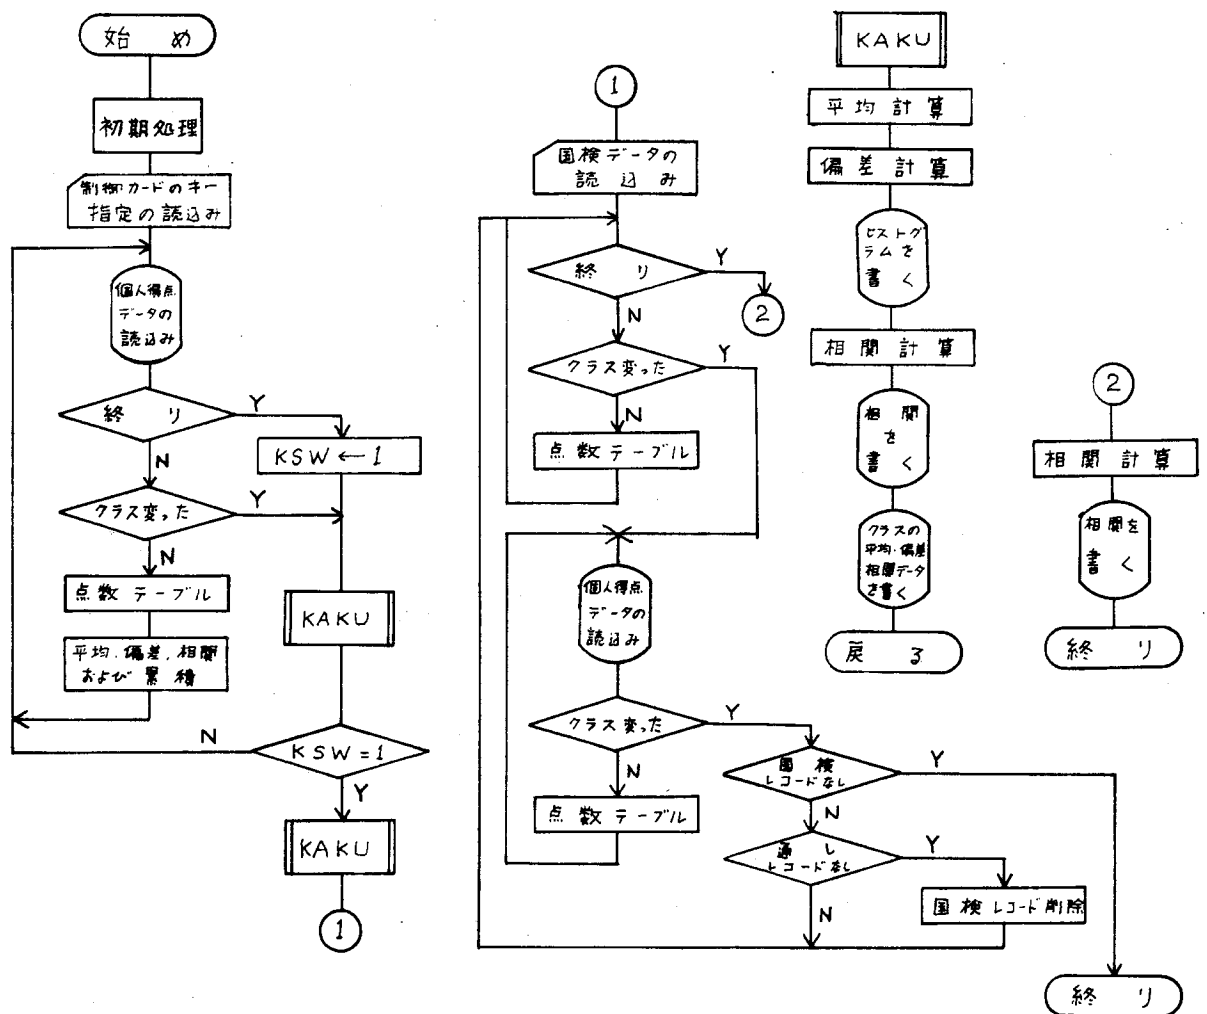 始め
初期処理
制御カードのキー
指定の読込み
個人得点
データの
読込み
終り
Y
N
KSW←1
クラス変った
Y
N
点数テーブル
平均.偏差.相関
および累積
KAKU
N
KSW=1
Y
KAKU
1
1
国検データの
読込み
終り
Y
2
N
クラス変った
Y
N
点数テーブル
個人得点
データの
読込み
クラス変った
Y
N
点数テーブル
国検
レコードなし
Y
N
通し
レコードなし
Y
N
国検レコード削除
終り
KAKU
平均計算
偏差計算
ヒストグ
ラムを
書く
相関計算
相関
を
書く
クラスの
平均.偏差
相関データ
を書く
戻る
2
相関計算
相関を
書く
終り